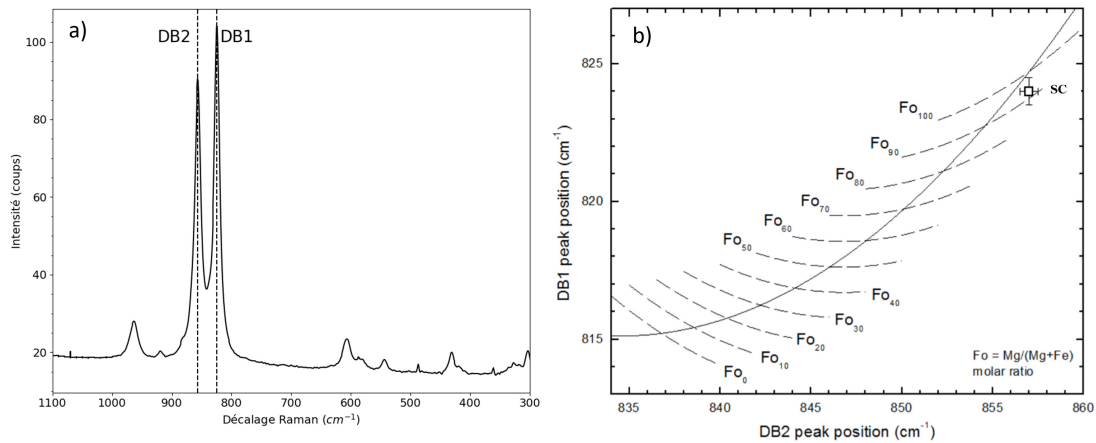 a)
DB2
DB1
Intensité (coups)
100
80
60
40
20
1100
1000
900
800
700
600
500
400
300
Décalage Raman (cm⁻¹)
b)
DB1 peak position (cm⁻¹)
825
820
815
SC
Fo₁₀₀
Fo₉₀
Fo₈₀
Fo₇₀
Fo₆₀
Fo₅₀
Fo₄₀
Fo₃₀
Fo₂₀
Fo₁₀
Fo₀
Fo = Mg/(Mg+Fe)
molar ratio
835
840
845
850
855
860
DB2 peak position (cm⁻¹)